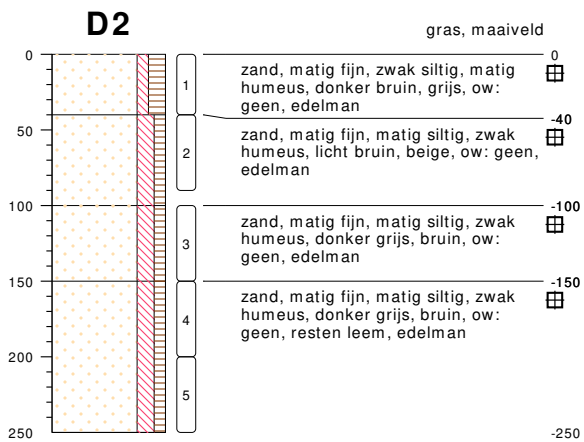 D2
gras, maaiveld
0
0
zand, matig fijn, zwak siltig, matig
humeus, donker bruin, grijs, ow:
geen, edelman
1
-40
50
zand, matig fijn, matig siltig, zwak
humeus, licht bruin, beige, ow: geen,
edelman
2
100
-100
zand, matig fijn, matig siltig, zwak
humeus, donker grijs, bruin, ow:
geen, edelman
3
150
-150
zand, matig fijn, matig siltig, zwak
humeus, donker grijs, bruin, ow:
geen, resten leem, edelman
4
200
5
250
-250